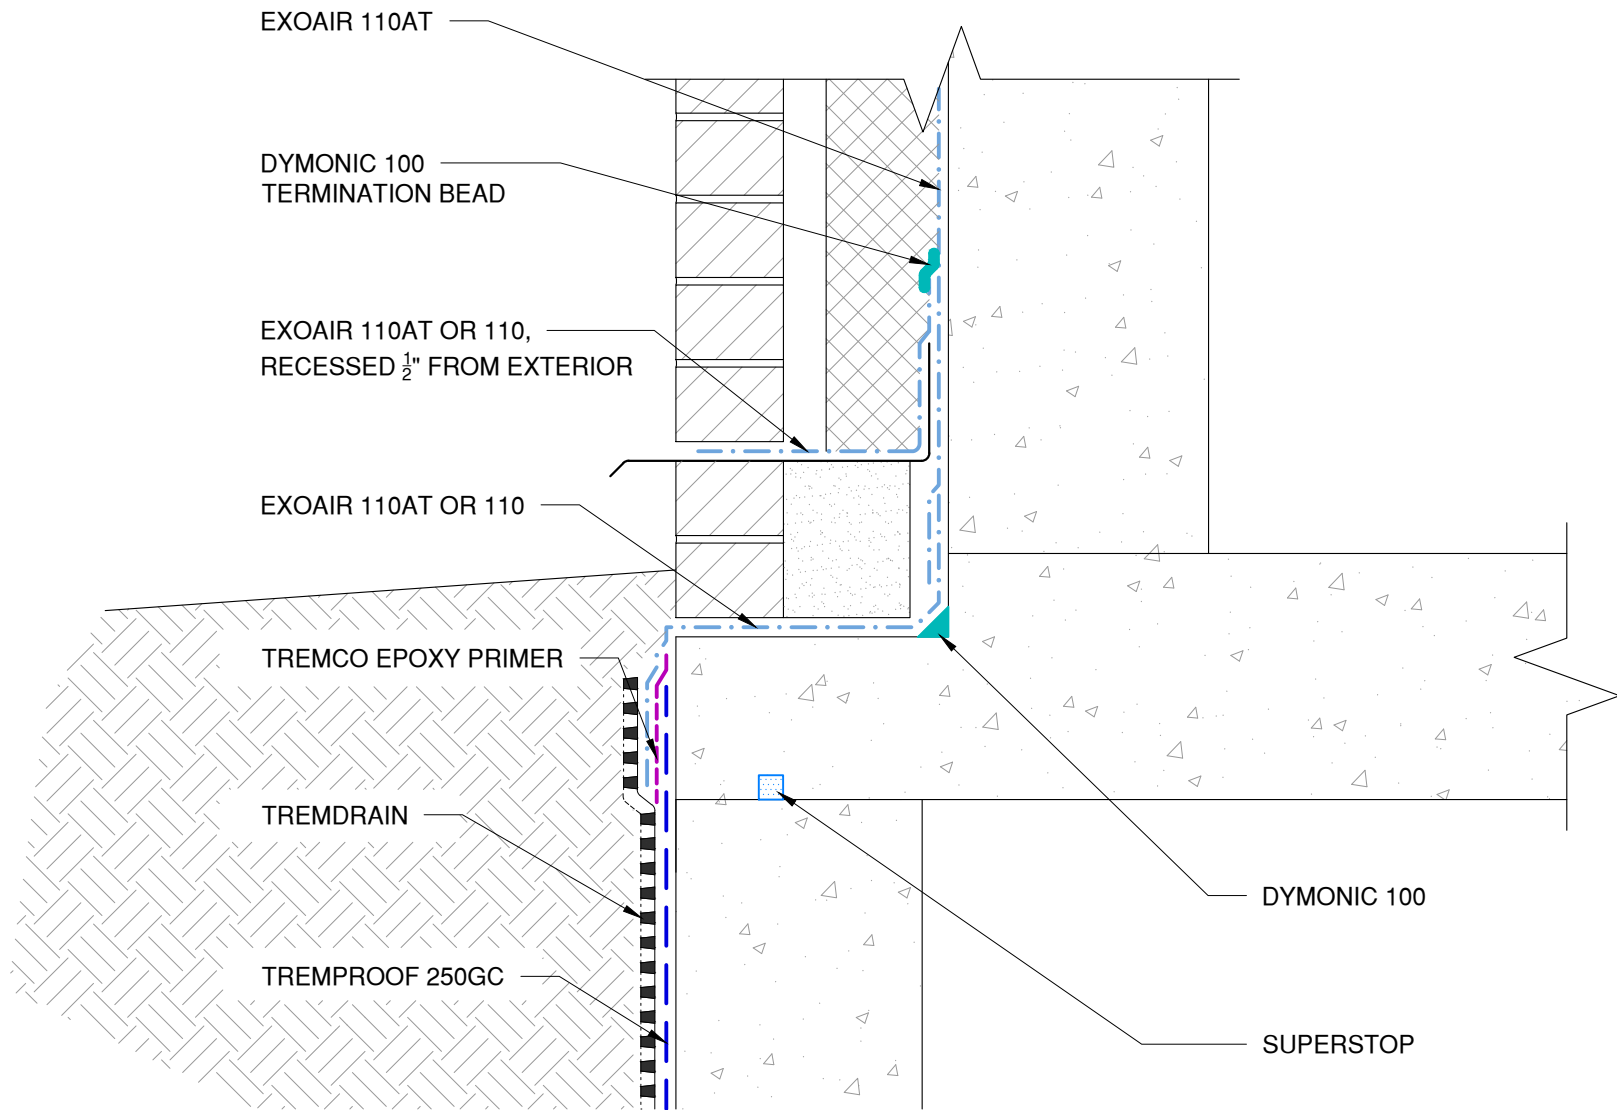 EXOAIR 110AT
DYMONIC 100
TERMINATION BEAD
EXOAIR 110AT OR 110,
RECESSED 1/2" FROM EXTERIOR
EXOAIR 110AT OR 110
TREMCO EPOXY PRIMER
TREMDRAIN
DYMONIC 100
TREMPROOF 250GC
SUPERSTOP